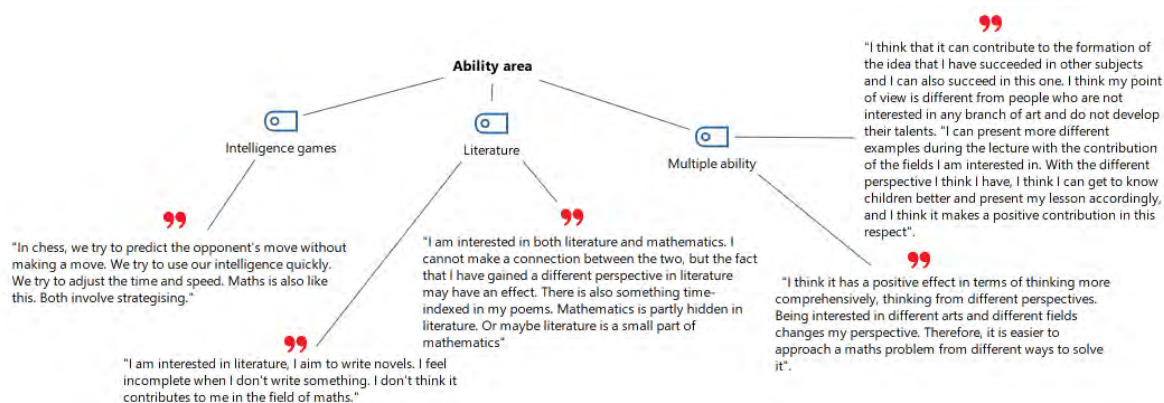 Ability area
Intelligence games
Literature
Multiple ability
"I think that it can contribute to the formation of
the idea that I have succeeded in other subjects
and I can also succeed in this one. I think my point
of view is different from people who are not
interested in any branch of art and do not develop
their talents. "I can present more different
examples during the lecture with the contribution
of the fields I am interested in. With the different
perspective I think I have, I think I can get to know
children better and present my lesson accordingly,
and I think it makes a positive contribution in this
respect".
"In chess, we try to predict the opponent's move without
making a move. We try to use our intelligence quickly.
We try to adjust the time and speed. Maths is also like
this. Both involve strategising."
"I am interested in both literature and mathematics. I
cannot make a connection between the two, but the fact
that I have gained a different perspective in literature
may have an effect. There is also something time-
indexed in my poems. Mathematics is partly hidden in
literature. Or maybe literature is a small part of
mathematics"
"I think it has a positive effect in terms of thinking more
comprehensively, thinking from different perspectives.
Being interested in different arts and different fields
changes my perspective. Therefore, it is easier to
approach a maths problem from different ways to solve
it".
"I am interested in literature, I aim to write novels. I feel
incomplete when I don't write something. I don't think it
contributes to me in the field of maths."